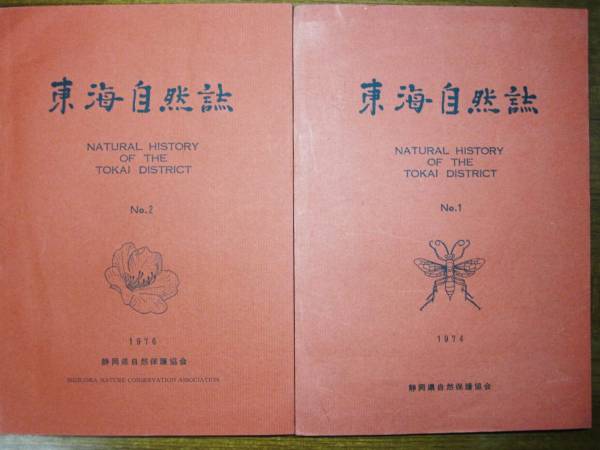 東海自然誌
NATURAL HISTORY
OF THE
TOKAI DISTRICT
No.2
1976
静岡県自然保護協会
SHIZUOKA NATURE CONSERVATION ASSOCIATION
東海自然誌
NATURAL HISTORY
OF THE
TOKAI DISTRICT
No.1
1974
静岡県自然保護協会